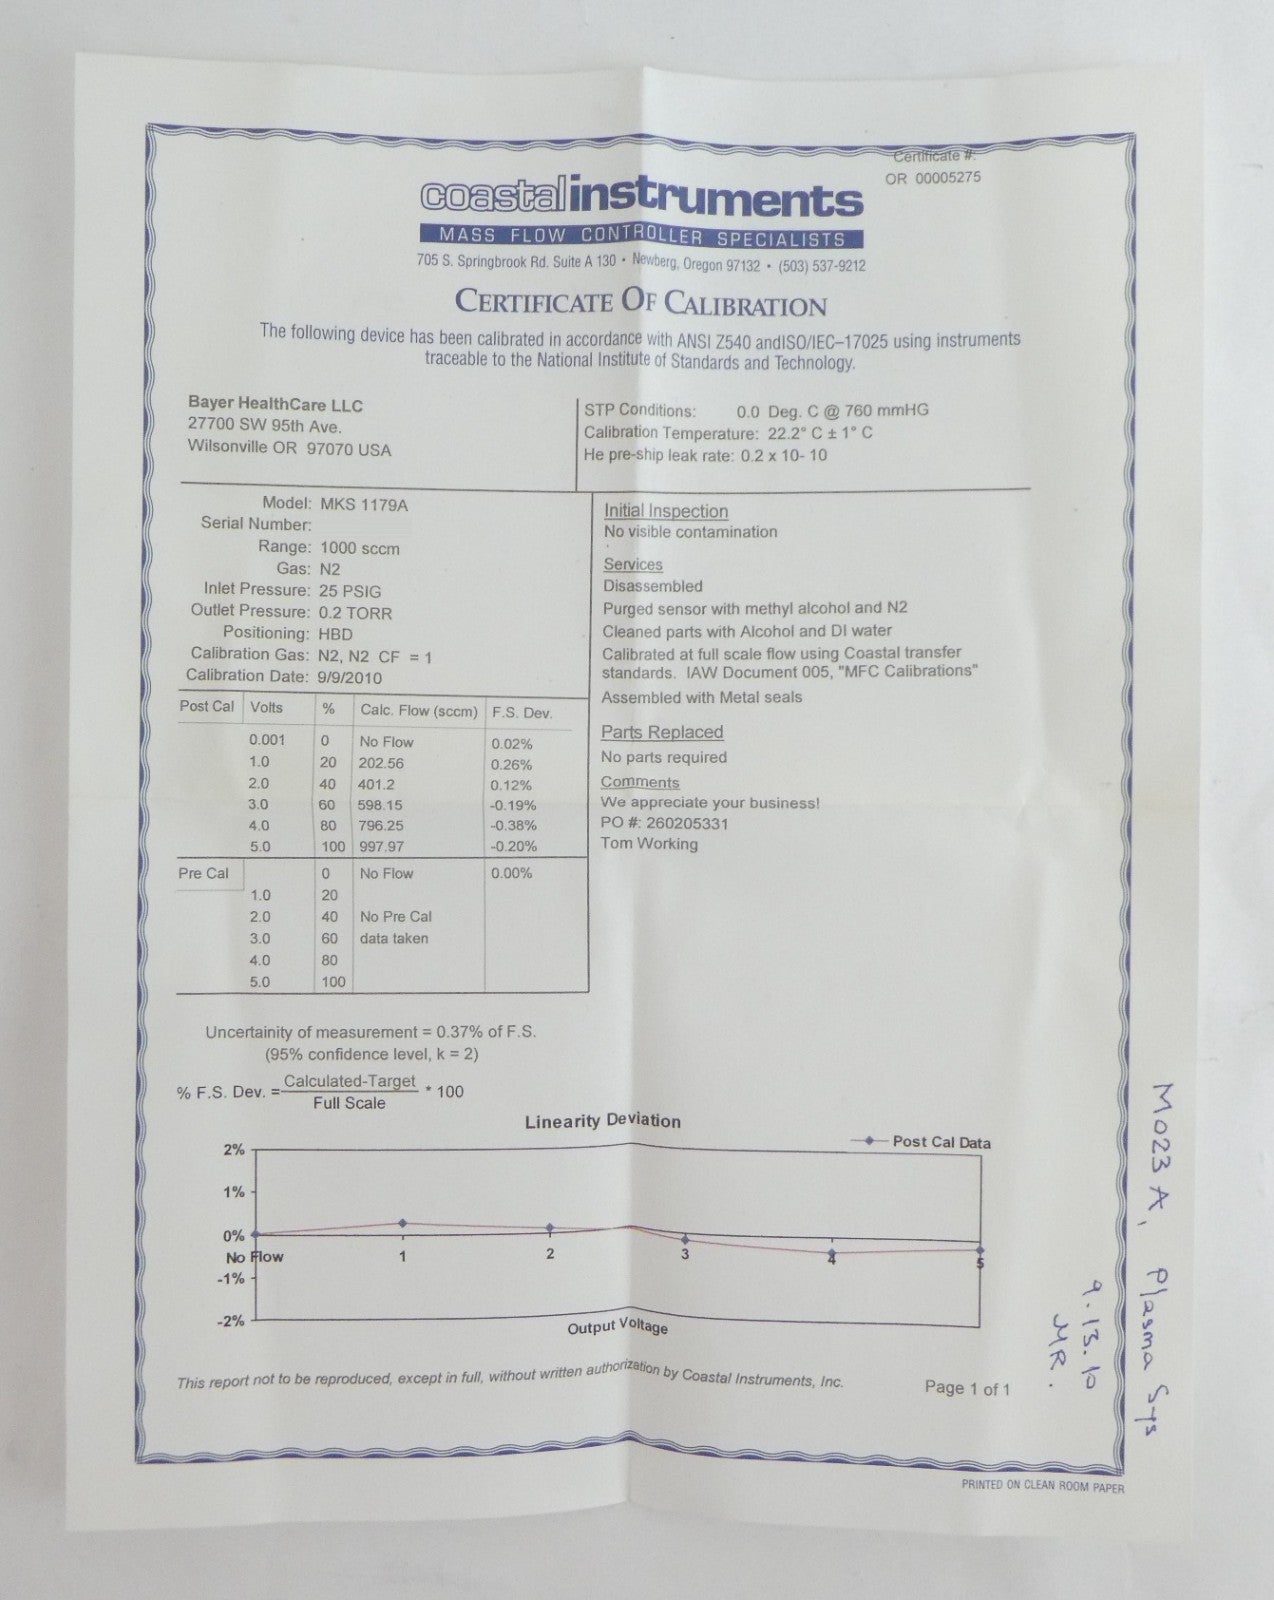 Certificate #:
OR 00005275
coastalinstruments
MASS FLOW CONTROLLER SPECIALISTS
705 S. Springbrook Rd. Suite A 130 • Newberg, Oregon 97132 • (503) 537-9212
CERTIFICATE OF CALIBRATION
The following device has been calibrated in accordance with ANSI Z540 andISO/IEC–17025 using instruments
traceable to the National Institute of Standards and Technology.
Bayer HealthCare LLC
27700 SW 95th Ave.
Wilsonville OR 97070 USA
STP Conditions: 0.0 Deg. C @ 760 mmHG
Calibration Temperature: 22.2° C ± 1° C
He pre-ship leak rate: 0.2 x 10- 10
Model: MKS 1179A
Serial Number:
Range: 1000 sccm
Gas: N2
Inlet Pressure: 25 PSIG
Outlet Pressure: 0.2 TORR
Positioning: HBD
Calibration Gas: N2, N2 CF = 1
Calibration Date: 9/9/2010
Initial Inspection
No visible contamination
Services
Disassembled
Purged sensor with methyl alcohol and N2
Cleaned parts with Alcohol and DI water
Calibrated at full scale flow using Coastal transfer
standards. IAW Document 005, "MFC Calibrations"
Assembled with Metal seals
Parts Replaced
No parts required
Comments
We appreciate your business!
PO #: 260205331
Tom Working
Post Cal Volts % Calc. Flow (sccm) F.S. Dev.
0.001 0 No Flow 0.02%
1.0 20 202.56 0.26%
2.0 40 401.2 0.12%
3.0 60 598.15 -0.19%
4.0 80 796.25 -0.38%
5.0 100 997.97 -0.20%
Pre Cal 0 No Flow 0.00%
1.0 20
2.0 40 No Pre Cal
3.0 60 data taken
4.0 80
5.0 100
Uncertainity of measurement = 0.37% of F.S.
(95% confidence level, k = 2)
% F.S. Dev. = Calculated-Target * 100
Full Scale
Linearity Deviation
Post Cal Data
2%
1%
0%
No Flow 1 2 3 4 5
-1%
-2%
Output Voltage
This report not to be reproduced, except in full, without written authorization by Coastal Instruments, Inc.
Page 1 of 1
PRINTED ON CLEAN ROOM PAPER
M023A, Plasma Sys
9.13.10
MR.